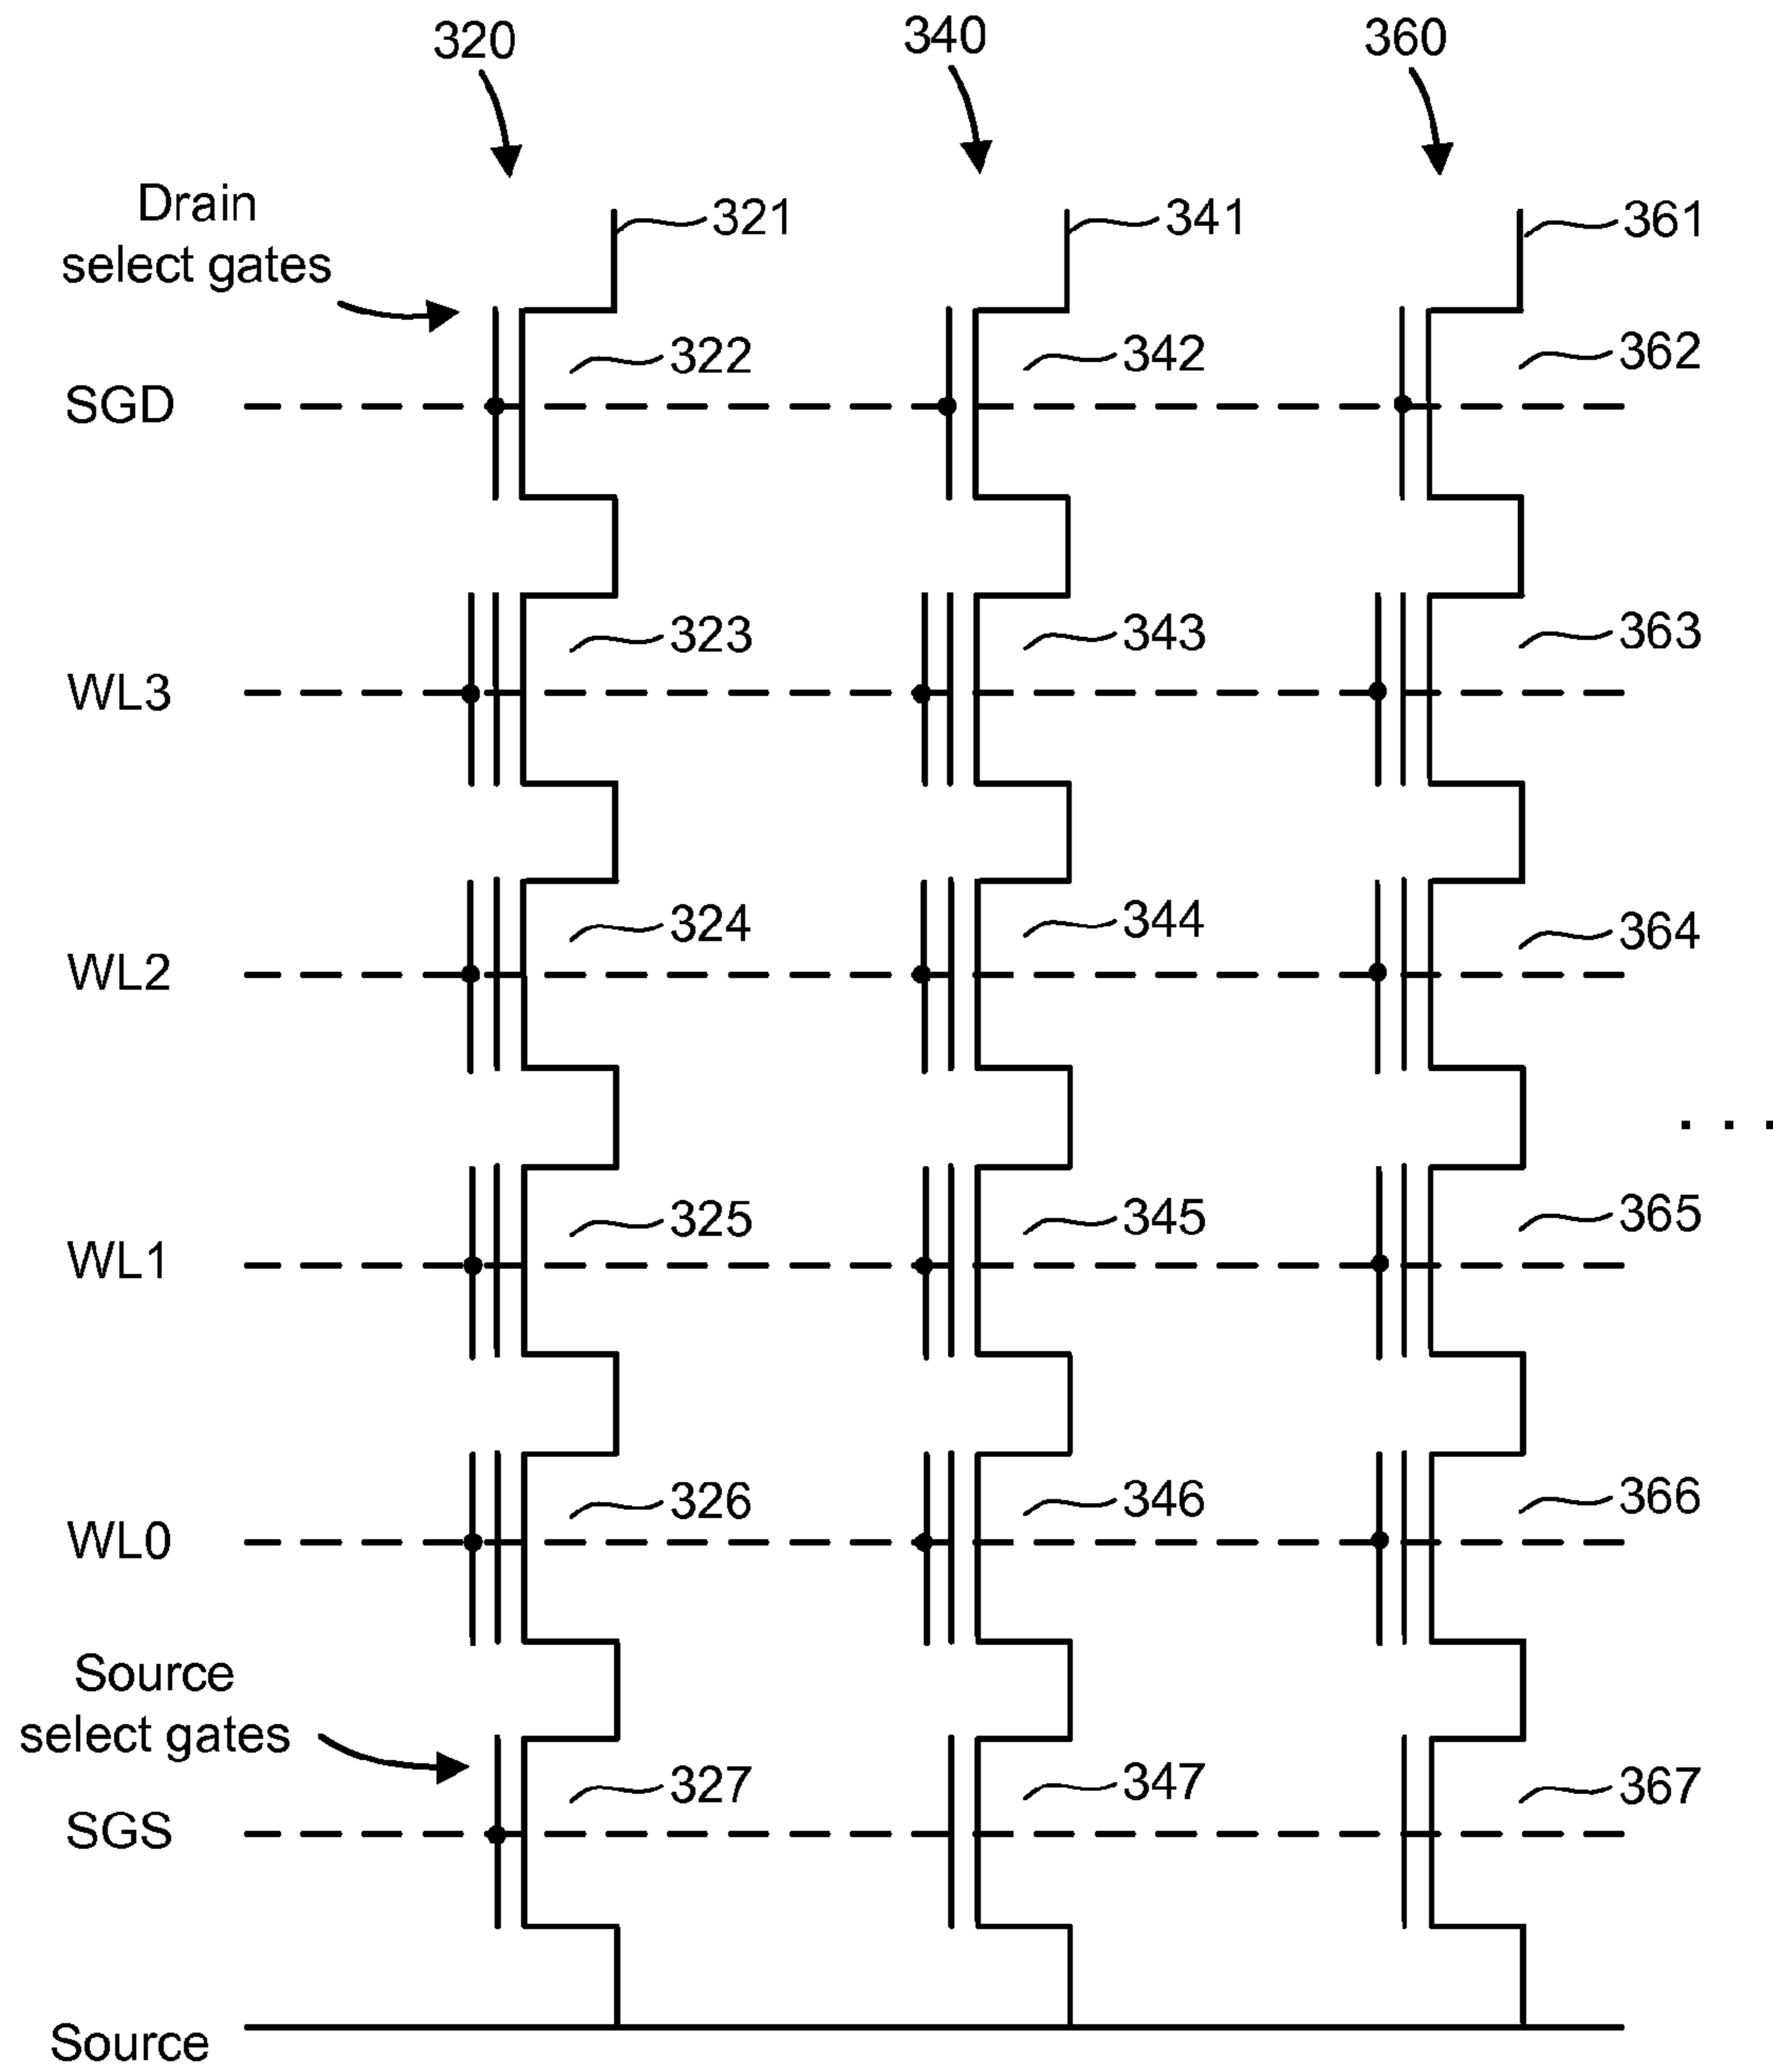 320 340 360
Drain
select gates
321 341 361
322 342 362
SGD
323 343 363
WL3
324 344 364
WL2
. . .
325 345 365
WL1
326 346 366
WL0
Source
select gates
327 347 367
SGS
Source